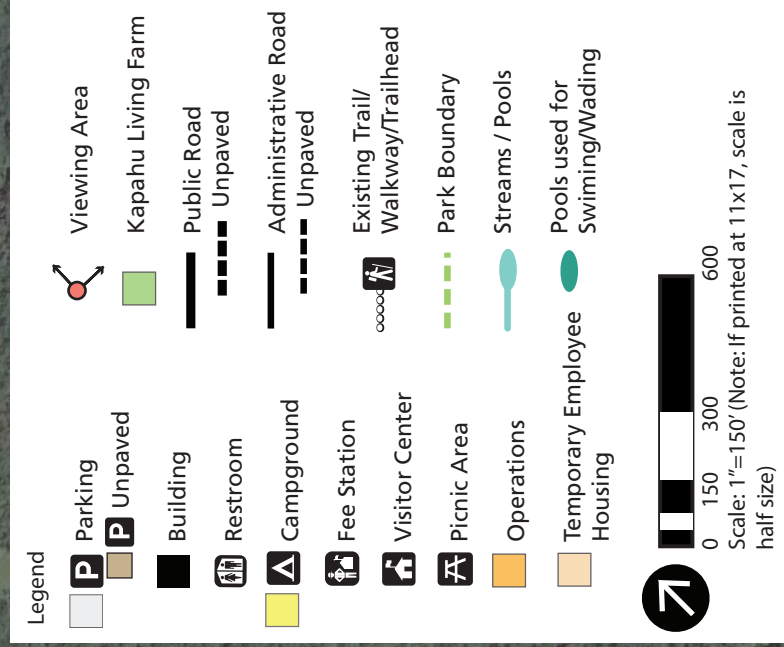 Legend
P Parking
P Unpaved
Building
Restroom
Campground
Fee Station
Visitor Center
Picnic Area
Operations
Temporary Employee
Housing
Viewing Area
Kapahu Living Farm
Public Road
Unpaved
Administrative Road
Unpaved
Existing Trail/
Walkway/Trailhead
Park Boundary
Streams / Pools
Pools used for
Swiming/Wading
0 150 300 600
Scale: 1”=150’ (Note: If printed at 11x17, scale is
half size)